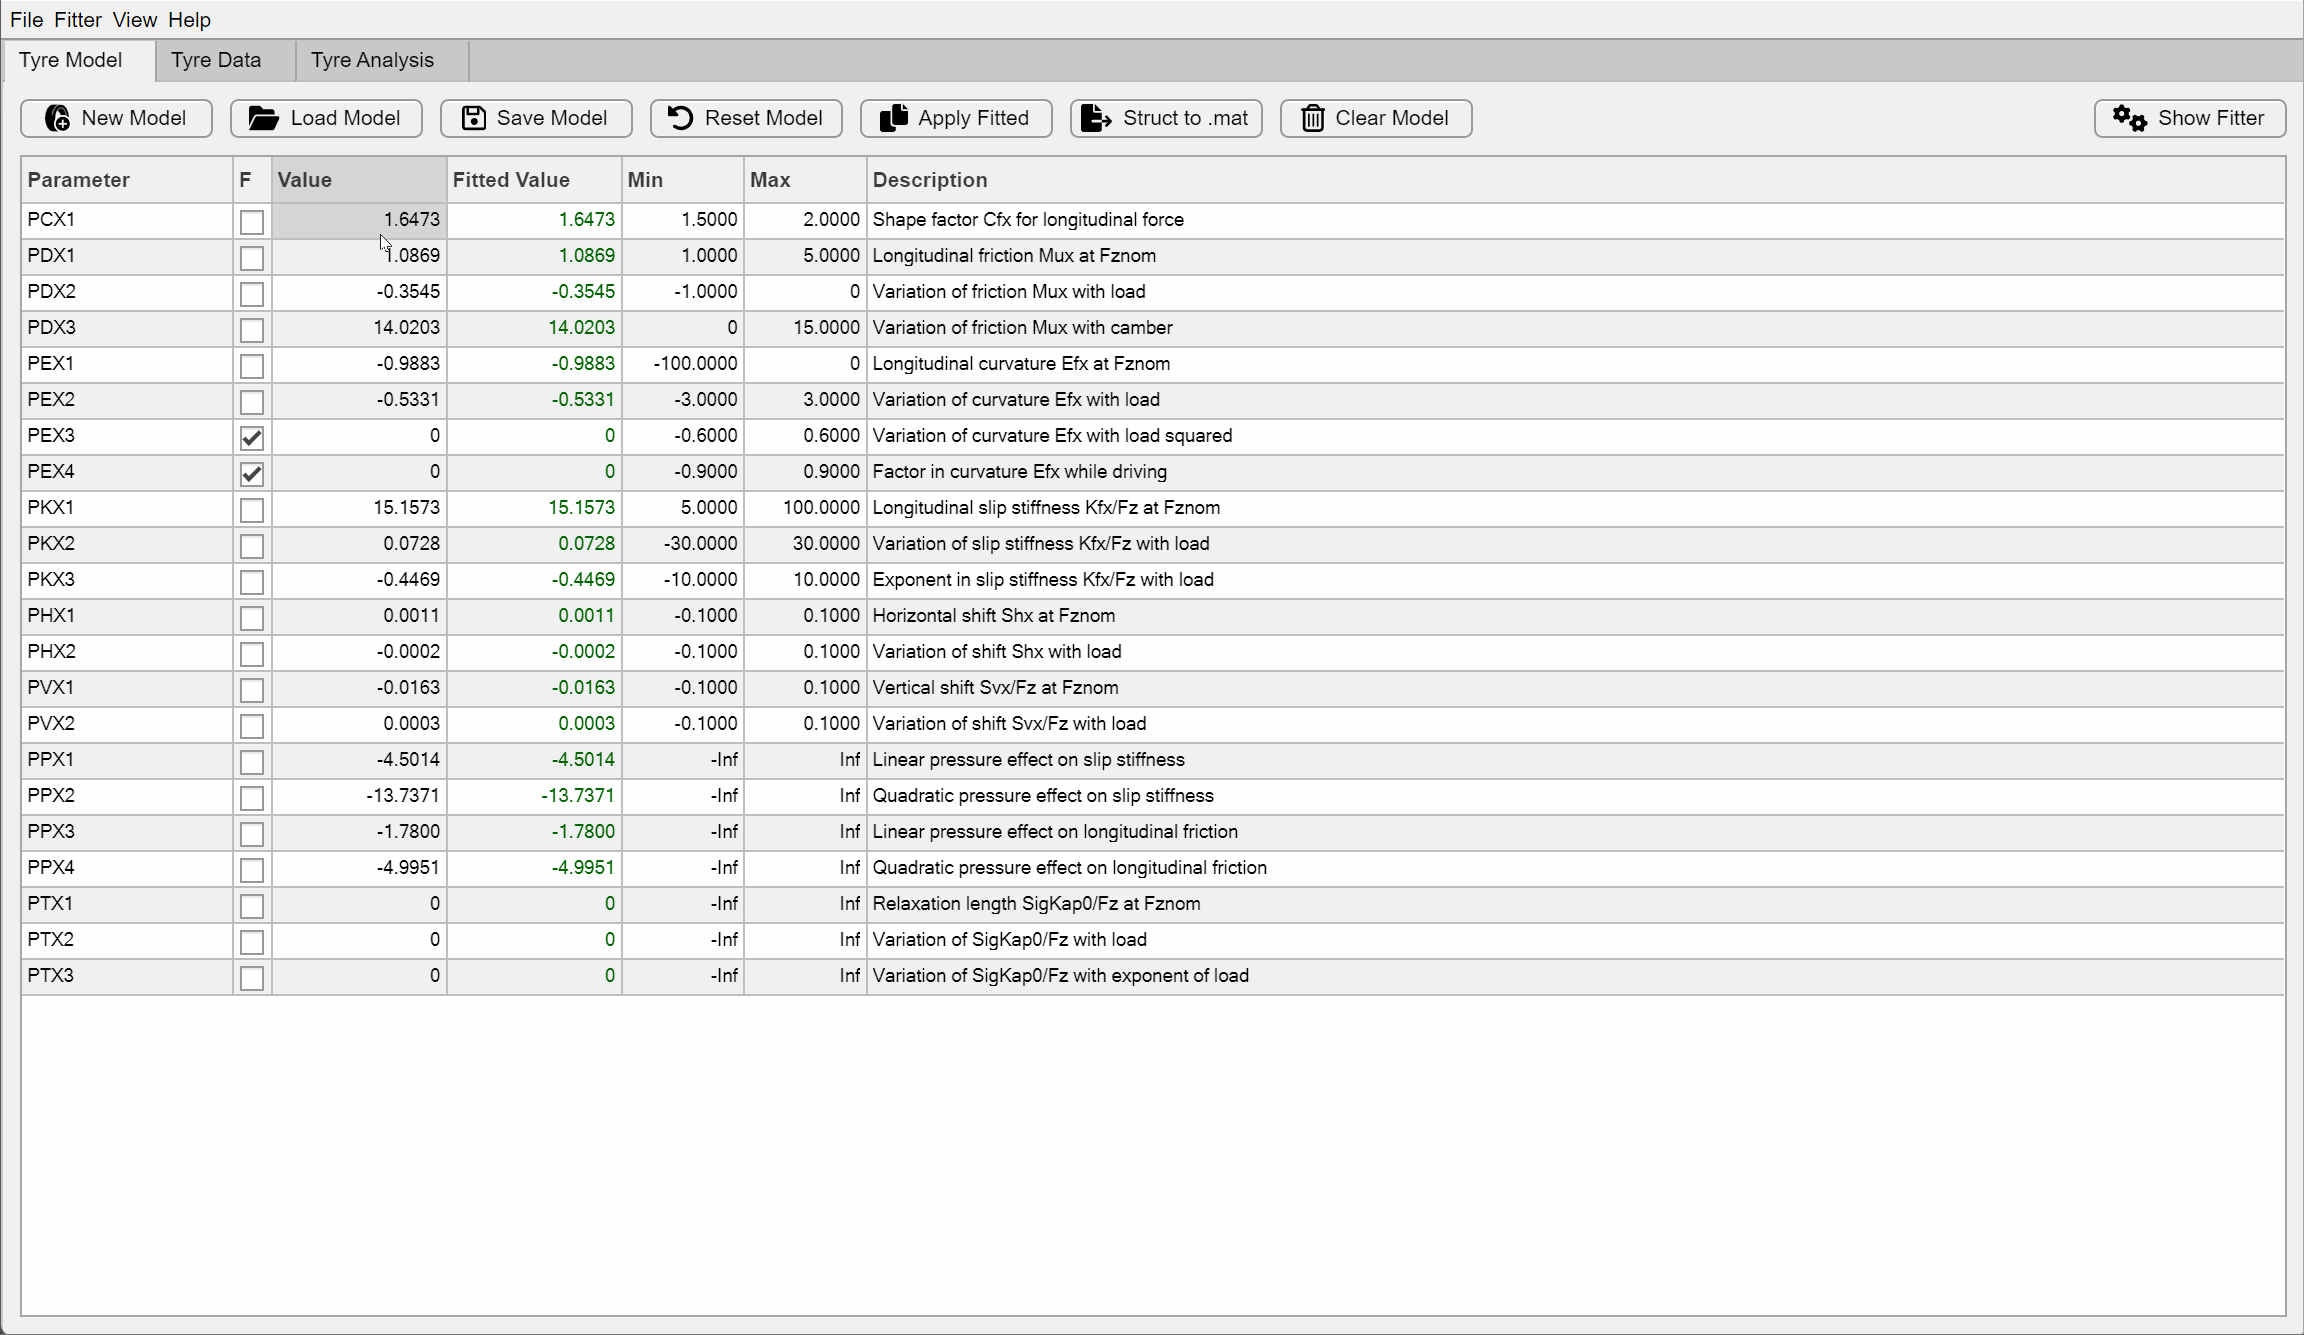 File Fitter View Help
Tyre Model Tyre Data Tyre Analysis
New Model Load Model Save Model Reset Model Apply Fitted Struct to .mat Clear Model Show Fitter
Parameter F Value Fitted Value Min Max Description
PCX1 1.6473 1.6473 1.5000 2.0000 Shape factor Cfx for longitudinal force
PDX1 1.0869 1.0869 1.0000 5.0000 Longitudinal friction Mux at Fznom
PDX2 -0.3545 -0.3545 -1.0000 0 Variation of friction Mux with load
PDX3 14.0203 14.0203 0 15.0000 Variation of friction Mux with camber
PEX1 -0.9883 -0.9883 -100.0000 0 Longitudinal curvature Efx at Fznom
PEX2 -0.5331 -0.5331 -3.0000 3.0000 Variation of curvature Efx with load
PEX3 0 0 -0.6000 0.6000 Variation of curvature Efx with load squared
PEX4 0 0 -0.9000 0.9000 Factor in curvature Efx while driving
PKX1 15.1573 15.1573 5.0000 100.0000 Longitudinal slip stiffness Kfx/Fz at Fznom
PKX2 0.0728 0.0728 -30.0000 30.0000 Variation of slip stiffness Kfx/Fz with load
PKX3 -0.4469 -0.4469 -10.0000 10.0000 Exponent in slip stiffness Kfx/Fz with load
PHX1 0.0011 0.0011 -0.1000 0.1000 Horizontal shift Shx at Fznom
PHX2 -0.0002 -0.0002 -0.1000 0.1000 Variation of shift Shx with load
PVX1 -0.0163 -0.0163 -0.1000 0.1000 Vertical shift Svx/Fz at Fznom
PVX2 0.0003 0.0003 -0.1000 0.1000 Variation of shift Svx/Fz with load
PPX1 -4.5014 -4.5014 -Inf Inf Linear pressure effect on slip stiffness
PPX2 -13.7371 -13.7371 -Inf Inf Quadratic pressure effect on slip stiffness
PPX3 -1.7800 -1.7800 -Inf Inf Linear pressure effect on longitudinal friction
PPX4 -4.9951 -4.9951 -Inf Inf Quadratic pressure effect on longitudinal friction
PTX1 0 0 -Inf Inf Relaxation length SigKap0/Fz at Fznom
PTX2 0 0 -Inf Inf Variation of SigKap0/Fz with load
PTX3 0 0 -Inf Inf Variation of SigKap0/Fz with exponent of load